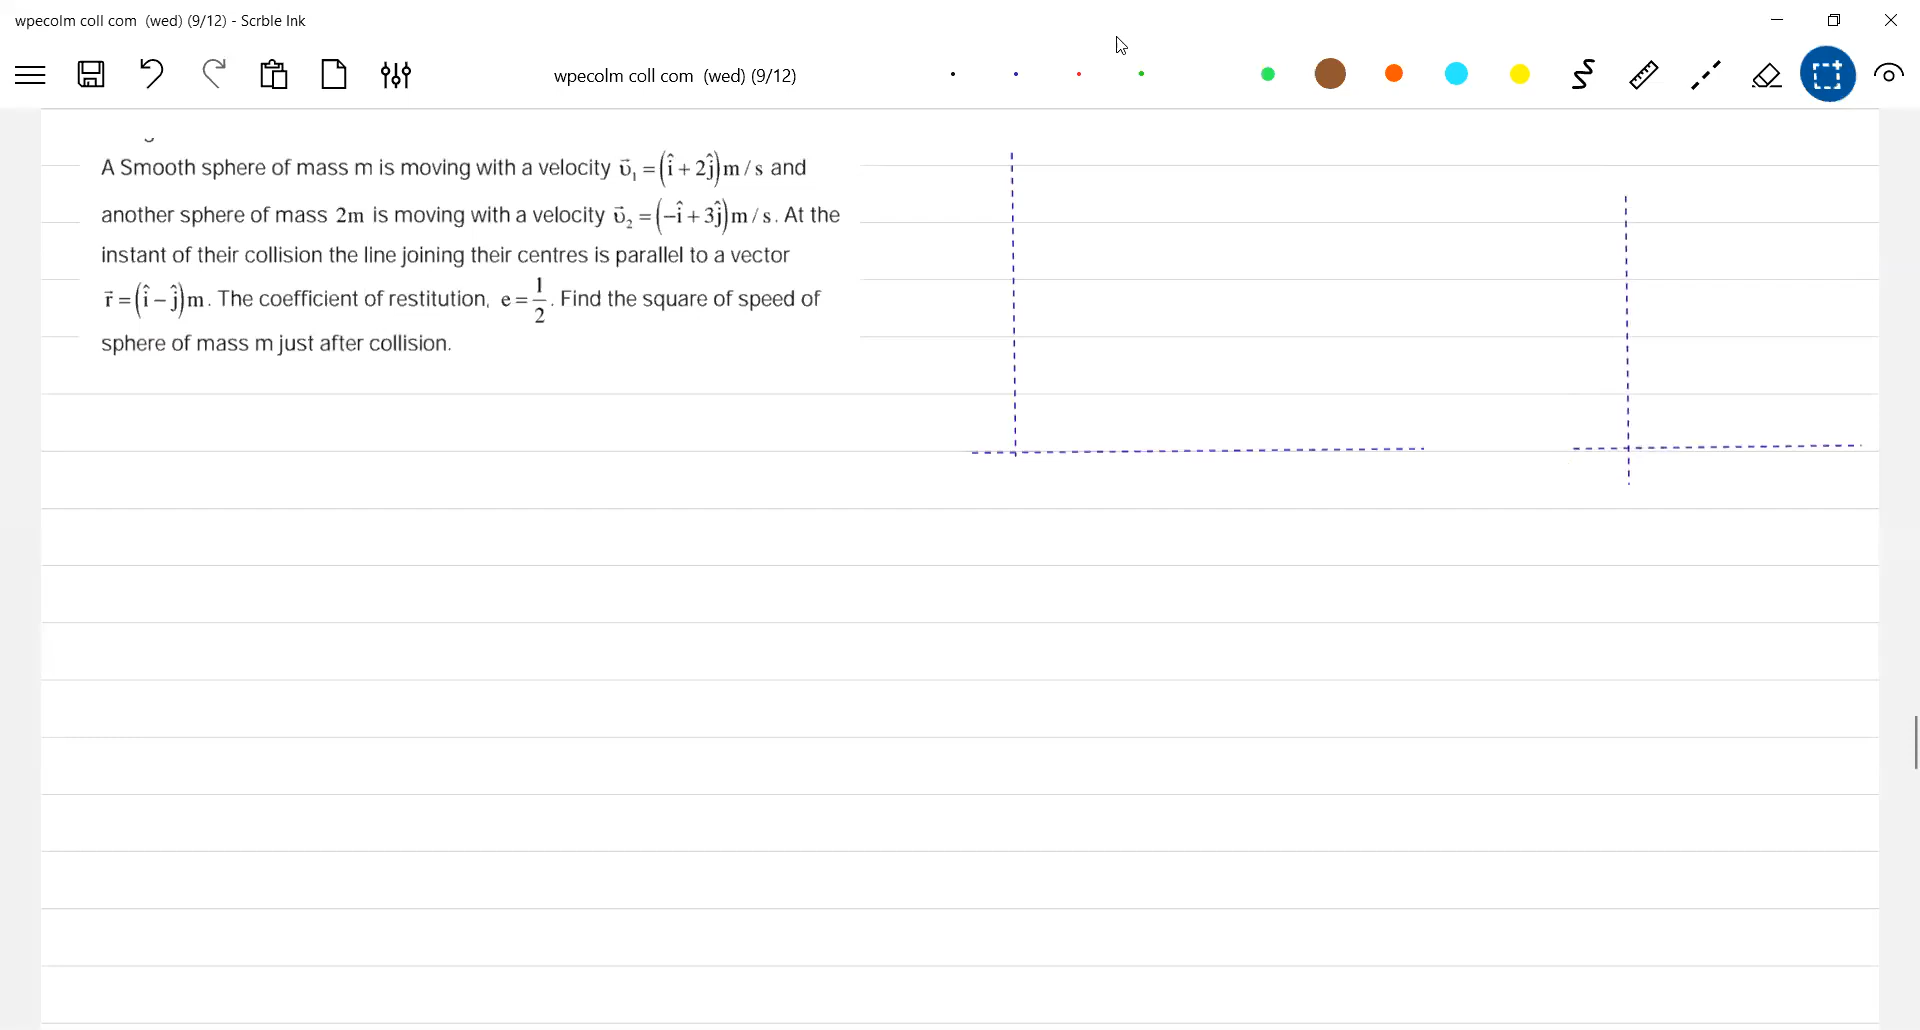 wpecolm coll com (wed) (9/12) - Scrble Ink
wpecolm coll com (wed) (9/12)
A Smooth sphere of mass m is moving with a velocity υ⃗₁ = (î + 2ĵ) m / s and
another sphere of mass 2m is moving with a velocity υ⃗₂ = (−î + 3ĵ) m / s. At the
instant of their collision the line joining their centres is parallel to a vector
r⃗ = (î − ĵ) m. The coefficient of restitution, e = 1/2. Find the square of speed of
sphere of mass m just after collision.